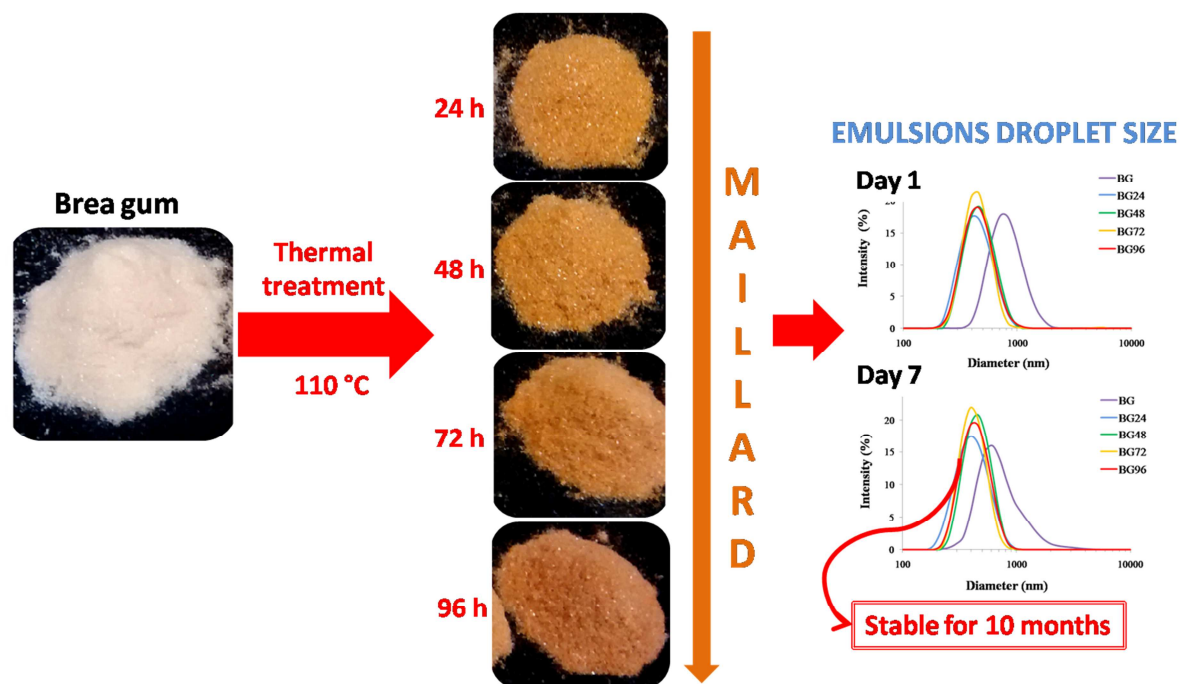 Brea gum
Thermal
treatment
110 °C
24 h
48 h
72 h
96 h
MAILLARD
EMULSIONS DROPLET SIZE
Day 1
Intensity (%)
20
15
10
5
0
100
1000
10000
Diameter (nm)
BG
BG24
BG48
BG72
BG96
Day 7
Intensity (%)
20
15
10
5
0
100
1000
10000
Diameter (nm)
BG
BG24
BG48
BG72
BG96
Stable for 10 months